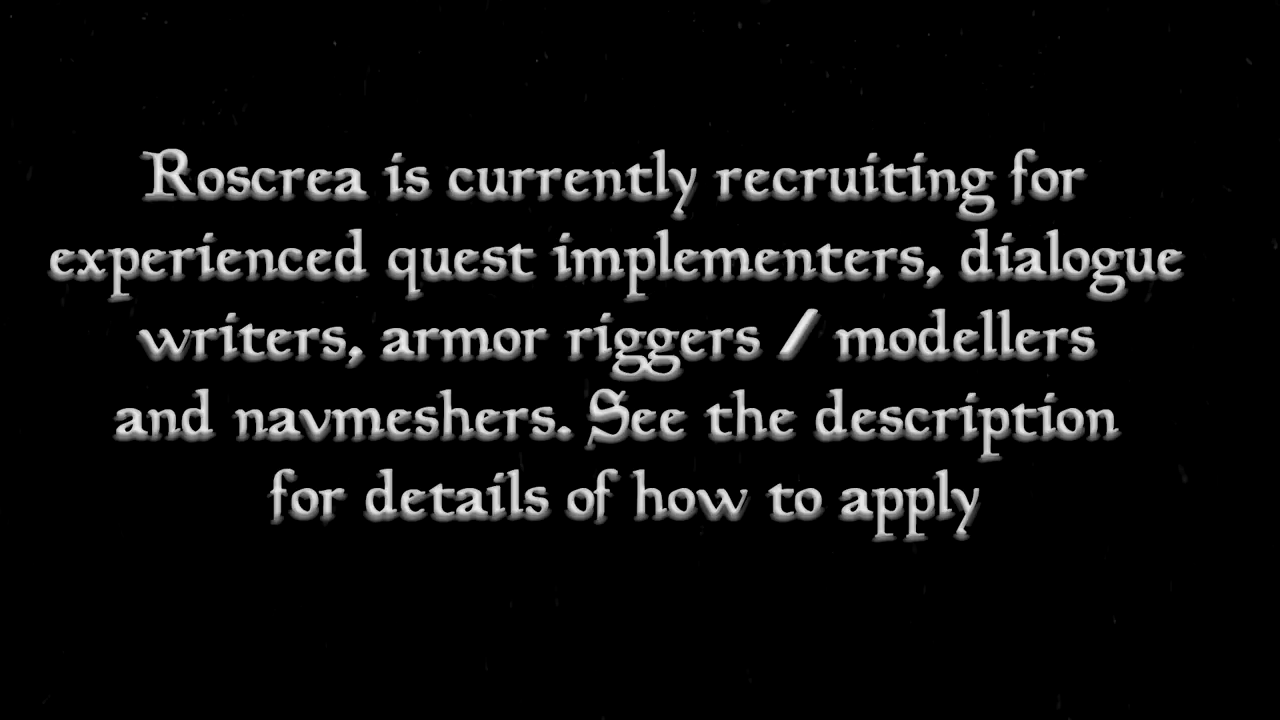 Roscrea is currently recruiting for
experienced quest implementers, dialogue
writers, armor riggers / modellers
and navmeshers. See the description
for details of how to apply